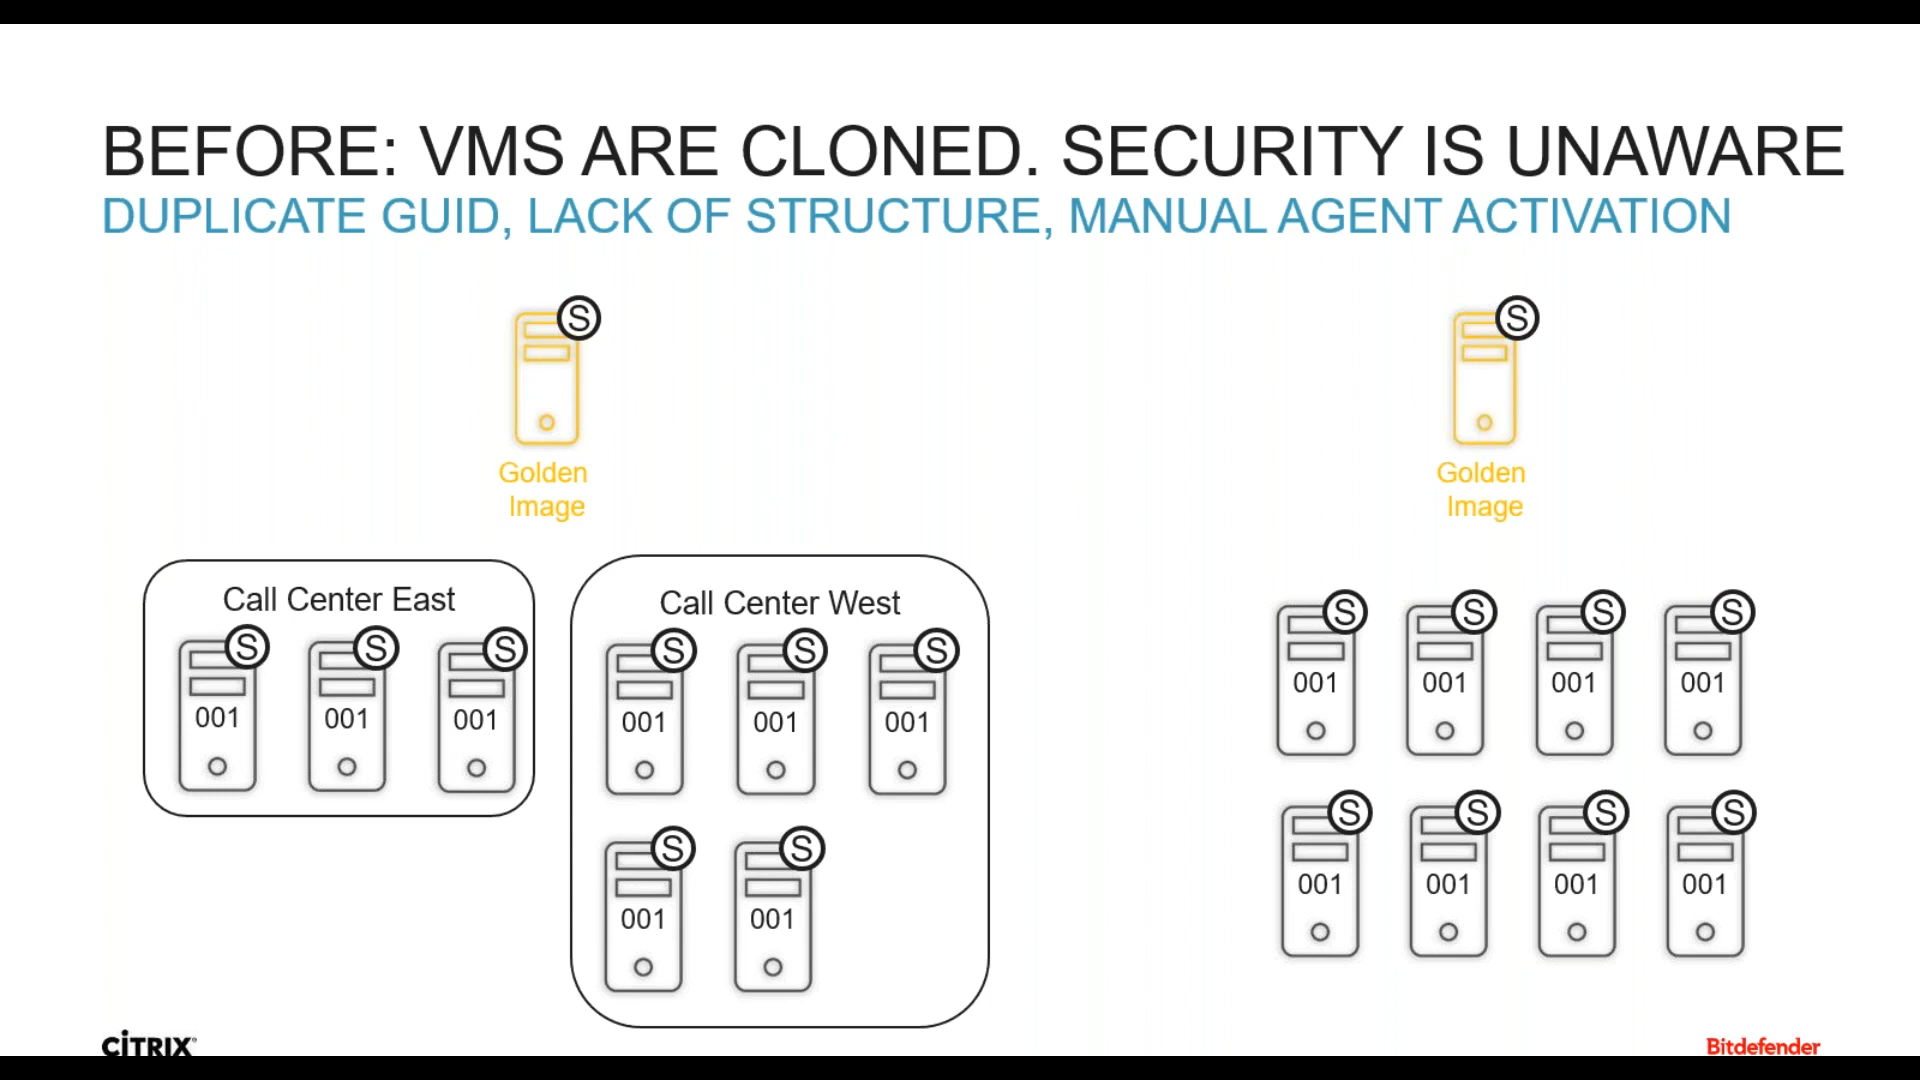 BEFORE: VMS ARE CLONED. SECURITY IS UNAWARE
DUPLICATE GUID, LACK OF STRUCTURE, MANUAL AGENT ACTIVATION
S
Golden
Image
S
Golden
Image
Call Center East
S S S
001 001 001
Call Center West
S S S
001 001 001
S S
001 001
S S S S
001 001 001 001
S S S S
001 001 001 001
CİTRIX®
Bitdefender